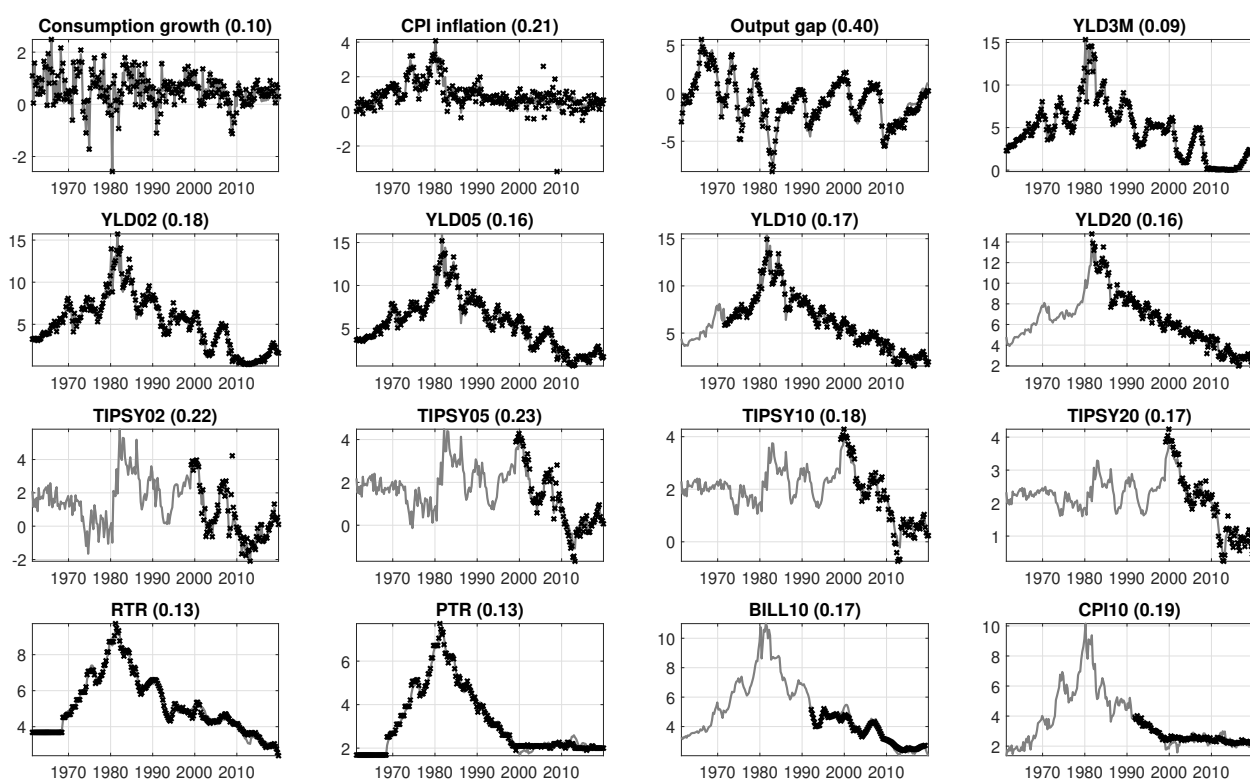 Consumption growth (0.10)
2
0
-2
1970 1980 1990 2000 2010
CPI inflation (0.21)
4
2
0
-2
1970 1980 1990 2000 2010
Output gap (0.40)
5
0
-5
1970 1980 1990 2000 2010
YLD3M (0.09)
15
10
5
0
1970 1980 1990 2000 2010
YLD02 (0.18)
15
10
5
1970 1980 1990 2000 2010
YLD05 (0.16)
15
10
5
1970 1980 1990 2000 2010
YLD10 (0.17)
15
10
5
1970 1980 1990 2000 2010
YLD20 (0.16)
14
12
10
8
6
4
2
1970 1980 1990 2000 2010
TIPSY02 (0.22)
4
2
0
-2
1970 1980 1990 2000 2010
TIPSY05 (0.23)
4
2
0
1970 1980 1990 2000 2010
TIPSY10 (0.18)
4
2
0
1970 1980 1990 2000 2010
TIPSY20 (0.17)
4
3
2
1
1970 1980 1990 2000 2010
RTR (0.13)
8
6
4
1970 1980 1990 2000 2010
PTR (0.13)
6
4
2
1970 1980 1990 2000 2010
BILL10 (0.17)
10
8
6
4
1970 1980 1990 2000 2010
CPI10 (0.19)
10
8
6
4
2
1970 1980 1990 2000 2010